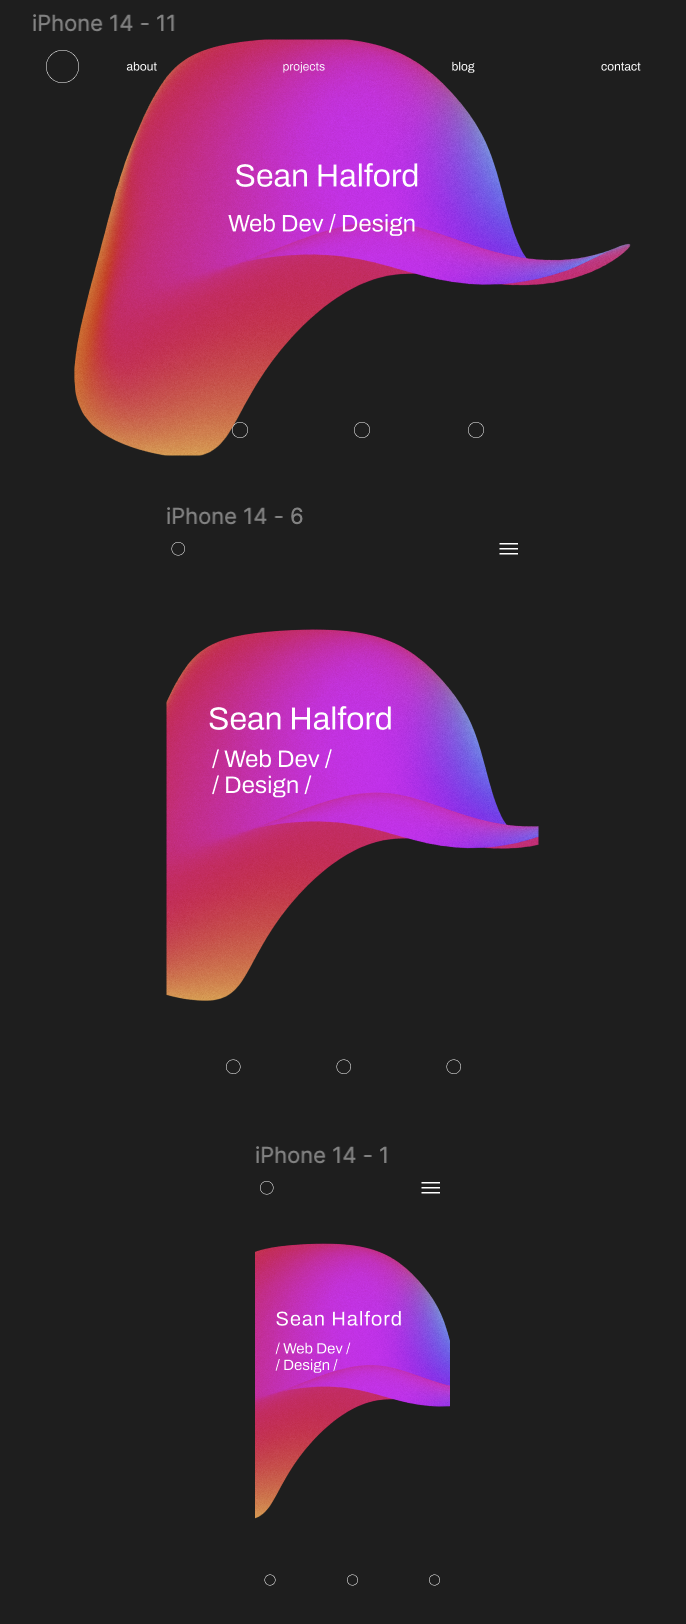 iPhone 14 - 11
about projects blog contact
Sean Halford
Web Dev / Design
iPhone 14 - 6
Sean Halford
/ Web Dev /
/ Design /
iPhone 14 - 1
Sean Halford
/ Web Dev /
/ Design /